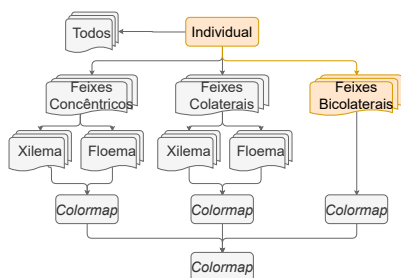 Todos
Individual
Feixes
Concêntricos
Feixes
Colaterais
Feixes
Bicolaterais
Xilema
Floema
Xilema
Floema
Colormap
Colormap
Colormap
Colormap